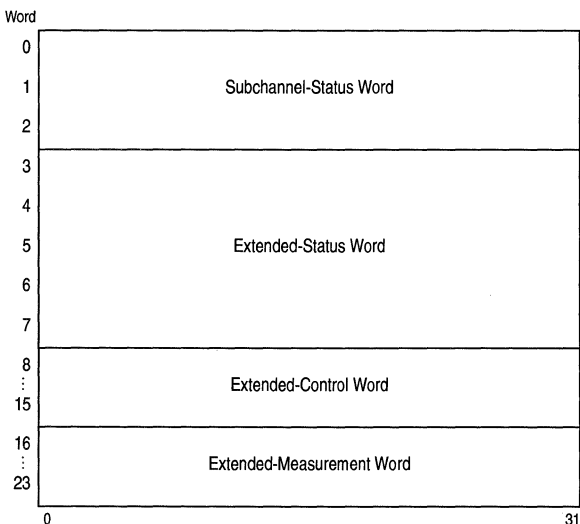 Word
0
1 Subchannel-Status Word
2
3
4
5 Extended-Status Word
6
7
8
⋮ Extended-Control Word
15
16
⋮ Extended-Measurement Word
23
0 31